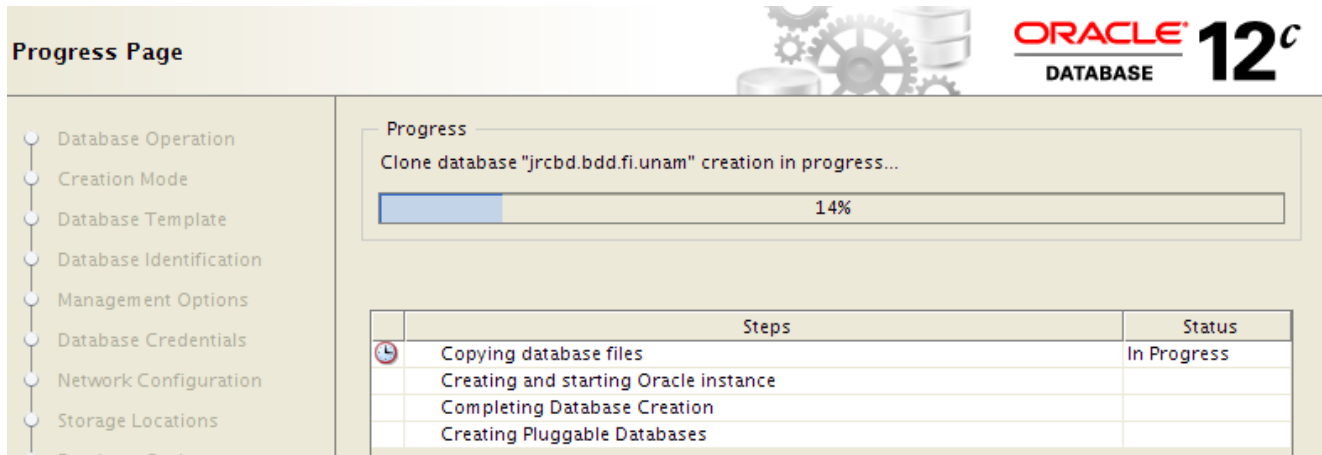 Progress Page
ORACLE
DATABASE
12c
Database Operation
Creation Mode
Database Template
Database Identification
Management Options
Database Credentials
Network Configuration
Storage Locations
Progress
Clone database "jrcbd.bdd.fi.unam" creation in progress...
14%
Steps Status
Copying database files In Progress
Creating and starting Oracle instance
Completing Database Creation
Creating Pluggable Databases